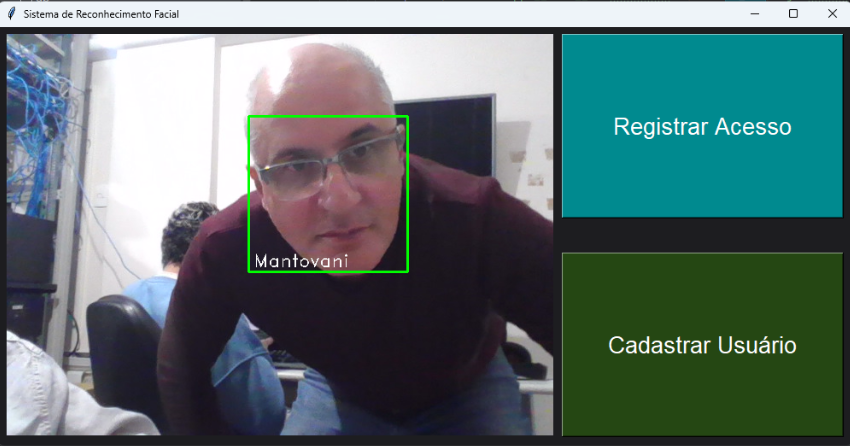 Sistema de Reconhecimento Facial
Mantovani
Registrar Acesso
Cadastrar Usuário